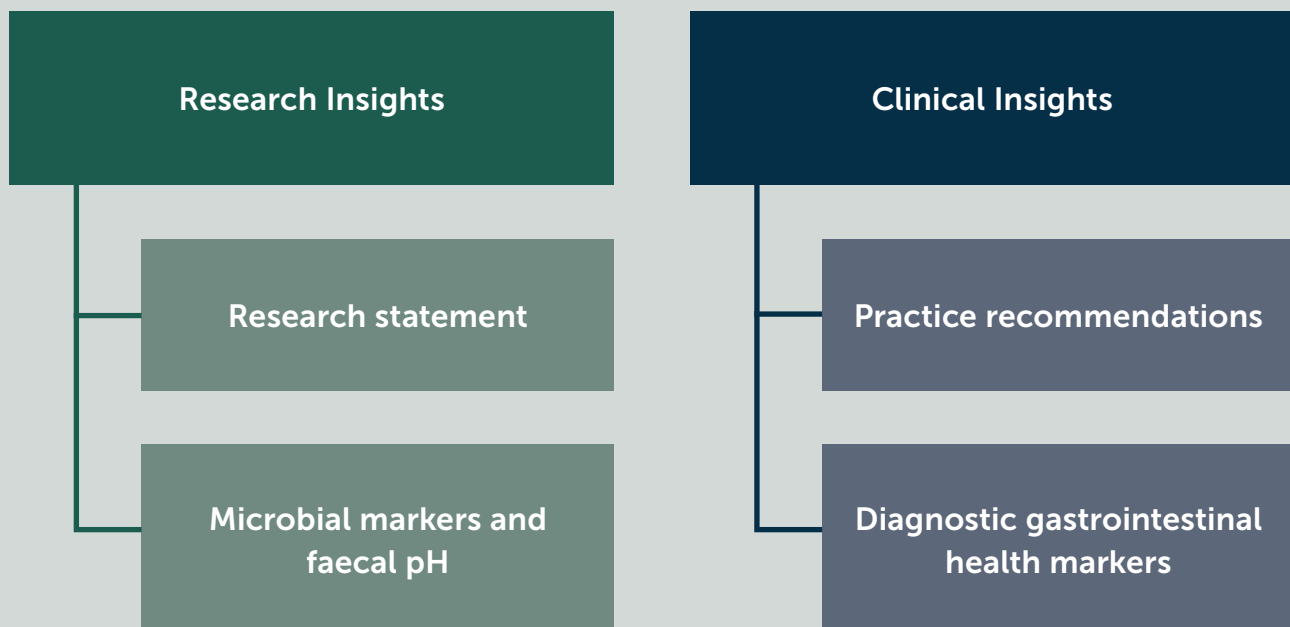 Research Insights
Research statement
Microbial markers and
faecal pH
Clinical Insights
Practice recommendations
Diagnostic gastrointestinal
health markers